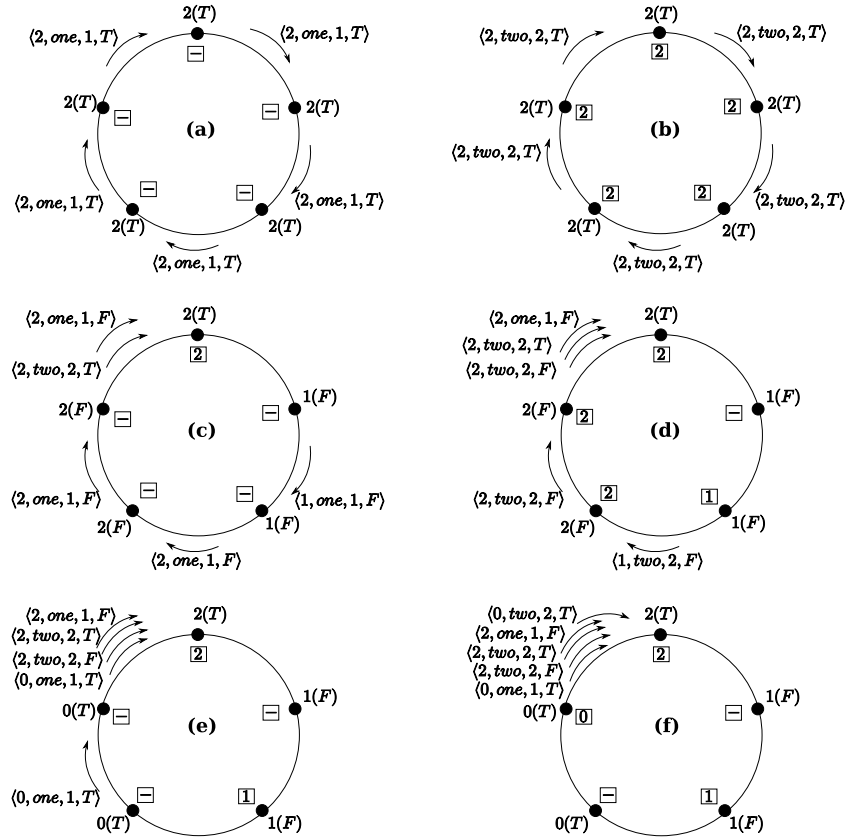 2(T)
⟨2, one, 1, T⟩
⟨2, one, 1, T⟩
−
2(T)
−
−
2(T)
(a)
−
−
⟨2, one, 1, T⟩
⟨2, one, 1, T⟩
2(T)
2(T)
⟨2, one, 1, T⟩
2(T)
⟨2, two, 2, T⟩
⟨2, two, 2, T⟩
2
2(T)
2
2
2(T)
(b)
⟨2, two, 2, T⟩
2
2
⟨2, two, 2, T⟩
2(T)
2(T)
⟨2, two, 2, T⟩
⟨2, one, 1, F⟩
2(T)
⟨2, two, 2, T⟩
2
1(F)
2(F)
−
−
(c)
−
−
⟨2, one, 1, F⟩
⟨1, one, 1, F⟩
2(F)
1(F)
⟨2, one, 1, F⟩
⟨2, one, 1, F⟩
2(T)
⟨2, two, 2, T⟩
⟨2, two, 2, F⟩
2
1(F)
2(F)
2
−
(d)
2
1
⟨2, two, 2, F⟩
2(F)
1(F)
⟨1, two, 2, F⟩
⟨2, one, 1, F⟩
2(T)
⟨2, two, 2, T⟩
⟨2, two, 2, F⟩
2
⟨0, one, 1, T⟩
1(F)
0(T)
−
−
(e)
−
1
⟨0, one, 1, T⟩
0(T)
1(F)
⟨0, two, 2, T⟩
2(T)
⟨2, one, 1, F⟩
⟨2, two, 2, T⟩
2
⟨2, two, 2, F⟩
⟨0, one, 1, T⟩
1(F)
0(T)
0
−
(f)
−
1
0(T)
1(F)